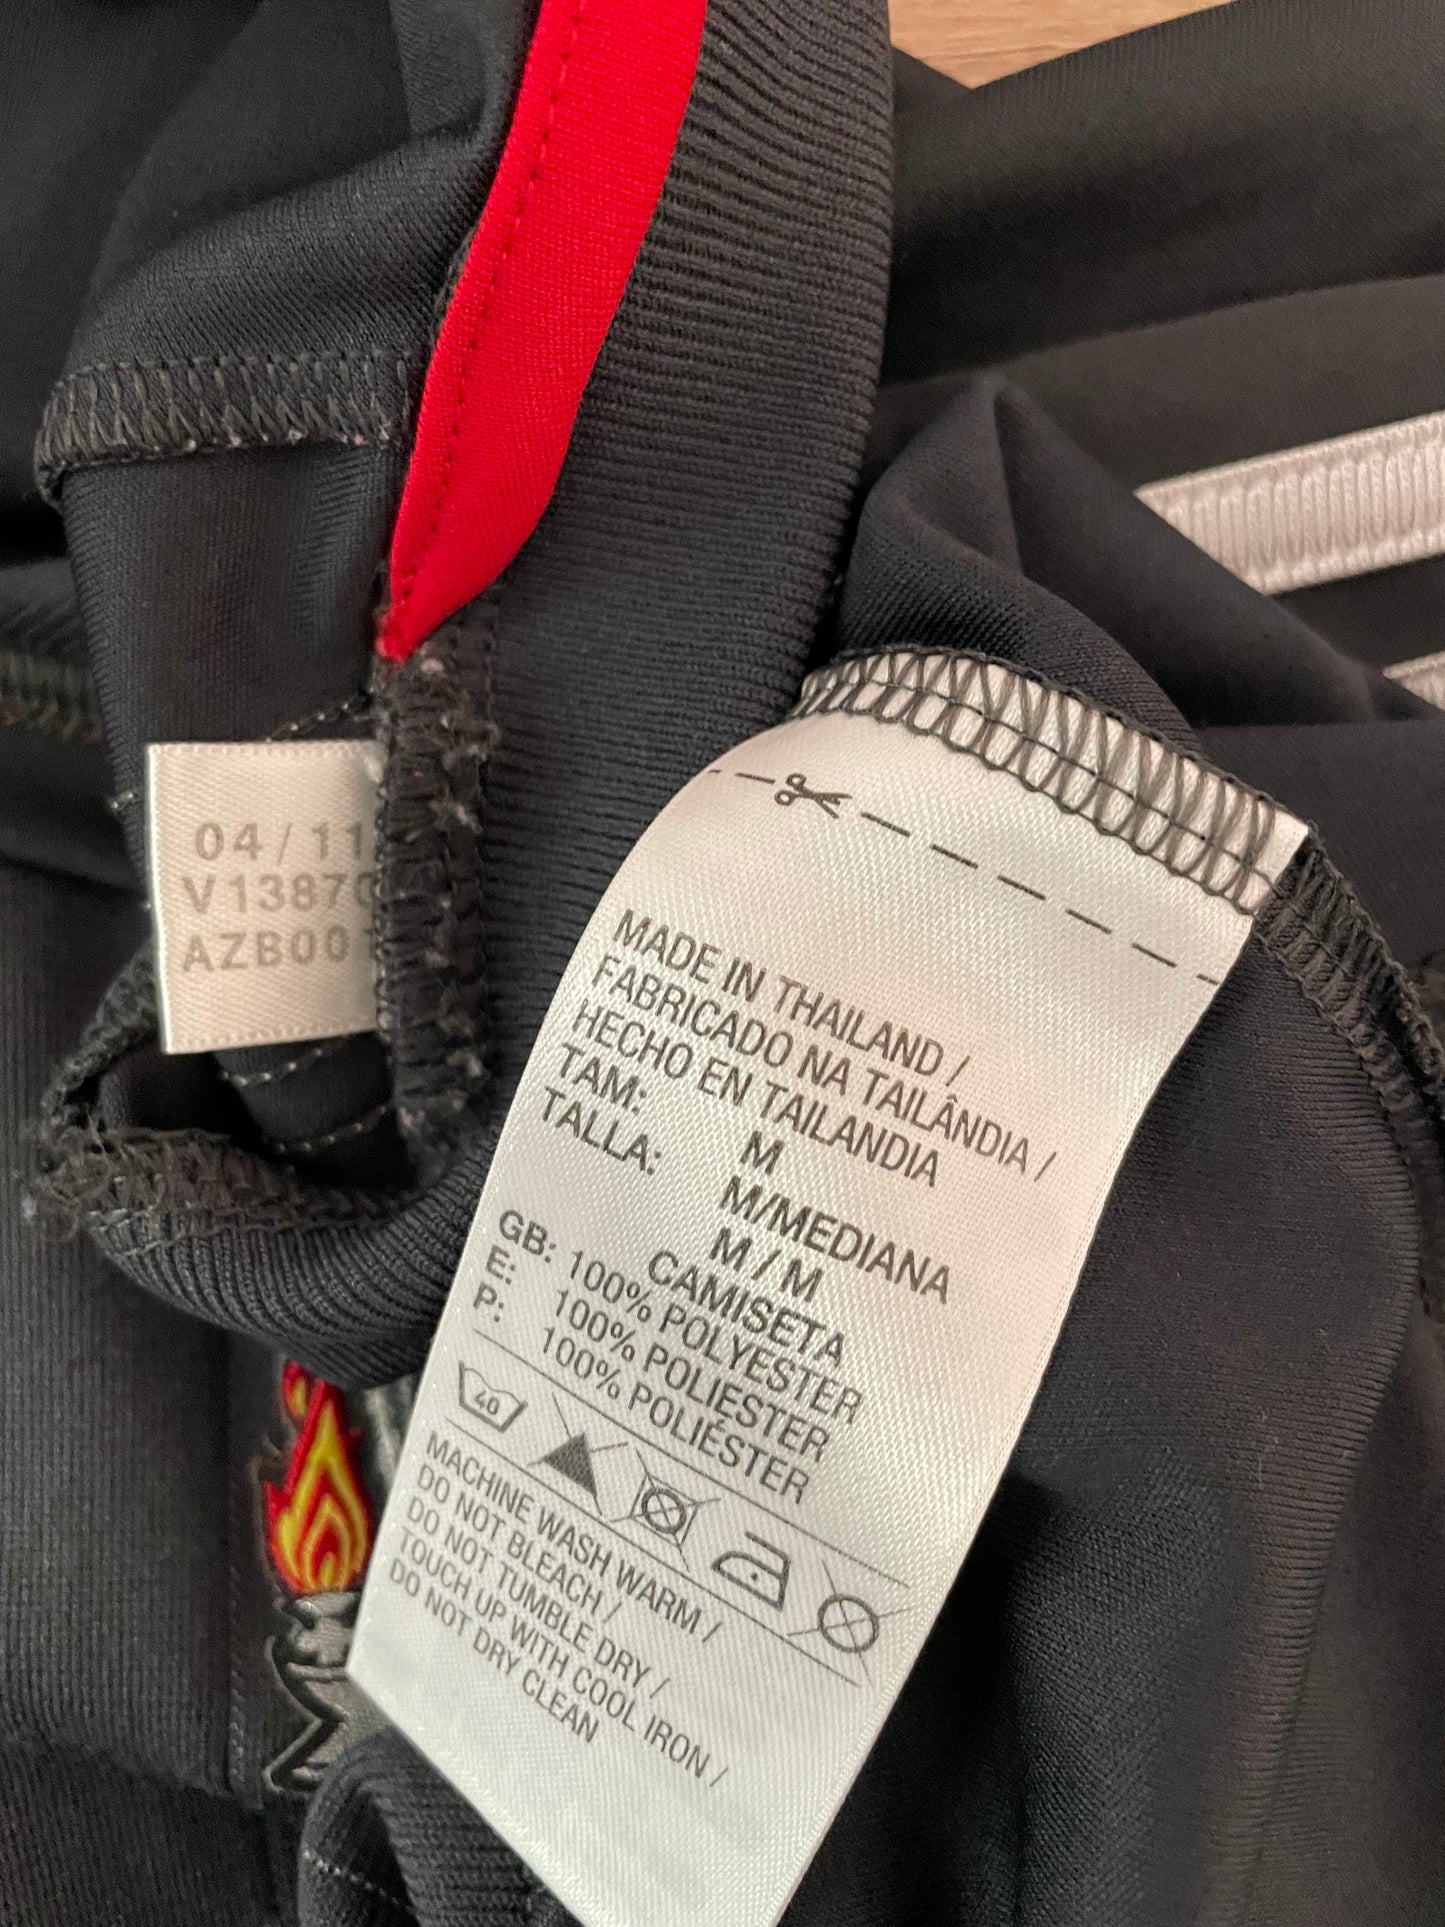 04/11
V1387
AZB001
MADE IN THAILAND /
FABRICADO NA TAILÂNDIA /
HECHO EN TAILANDIA
TAM: M
TALLA: M/MEDIANA
M / M
CAMISETA
GB: 100% POLYESTER
E: 100% POLIESTER
P: 100% POLIÉSTER
40
MACHINE WASH WARM /
DO NOT BLEACH /
DO NOT TUMBLE DRY /
TOUCH UP WITH COOL IRON /
DO NOT DRY CLEAN